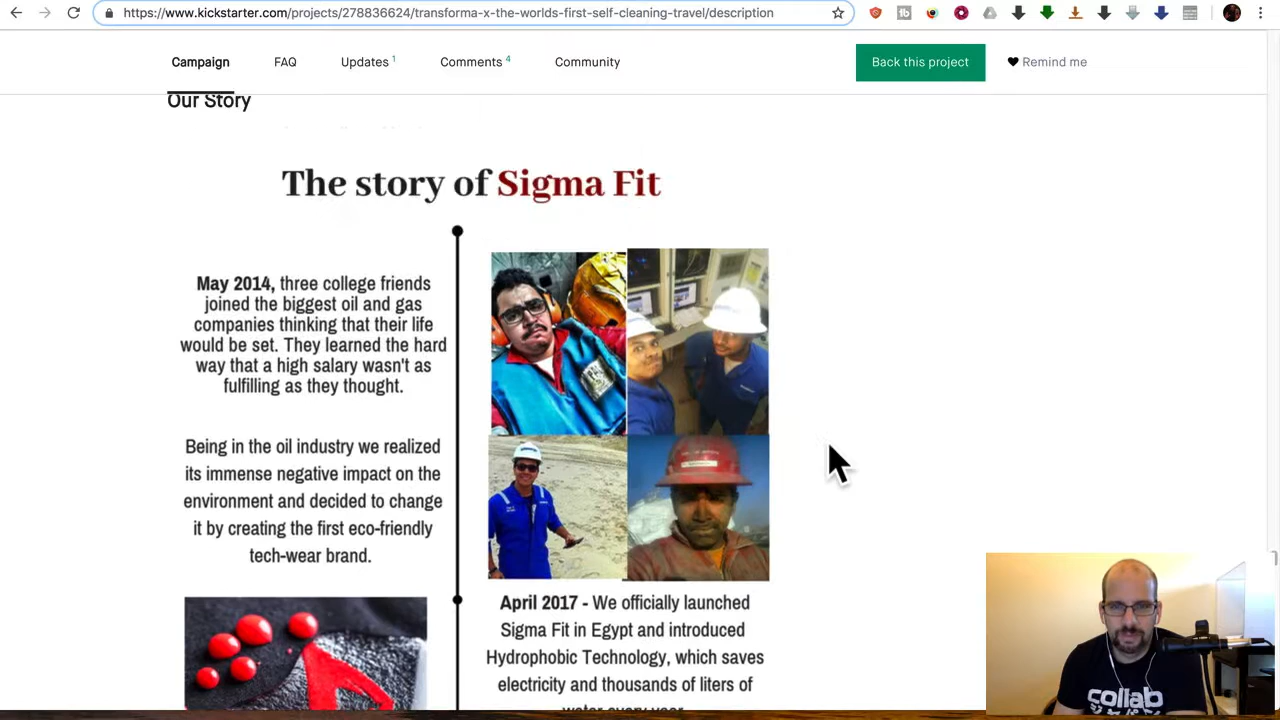 https://www.kickstarter.com/projects/278836624/transforma-x-the-worlds-first-self-cleaning-travel/description
Campaign
FAQ
Updates 1
Comments 4
Community
Back this project
Remind me
Our Story
The story of Sigma Fit
May 2014, three college friends
joined the biggest oil and gas
companies thinking that their life
would be set. They learned the hard
way that a high salary wasn't as
fulfilling as they thought.
Being in the oil industry we realized
its immense negative impact on the
environment and decided to change
it by creating the first eco-friendly
tech-wear brand.
April 2017 - We officially launched
Sigma Fit in Egypt and introduced
Hydrophobic Technology, which saves
electricity and thousands of liters of
water every year
collab